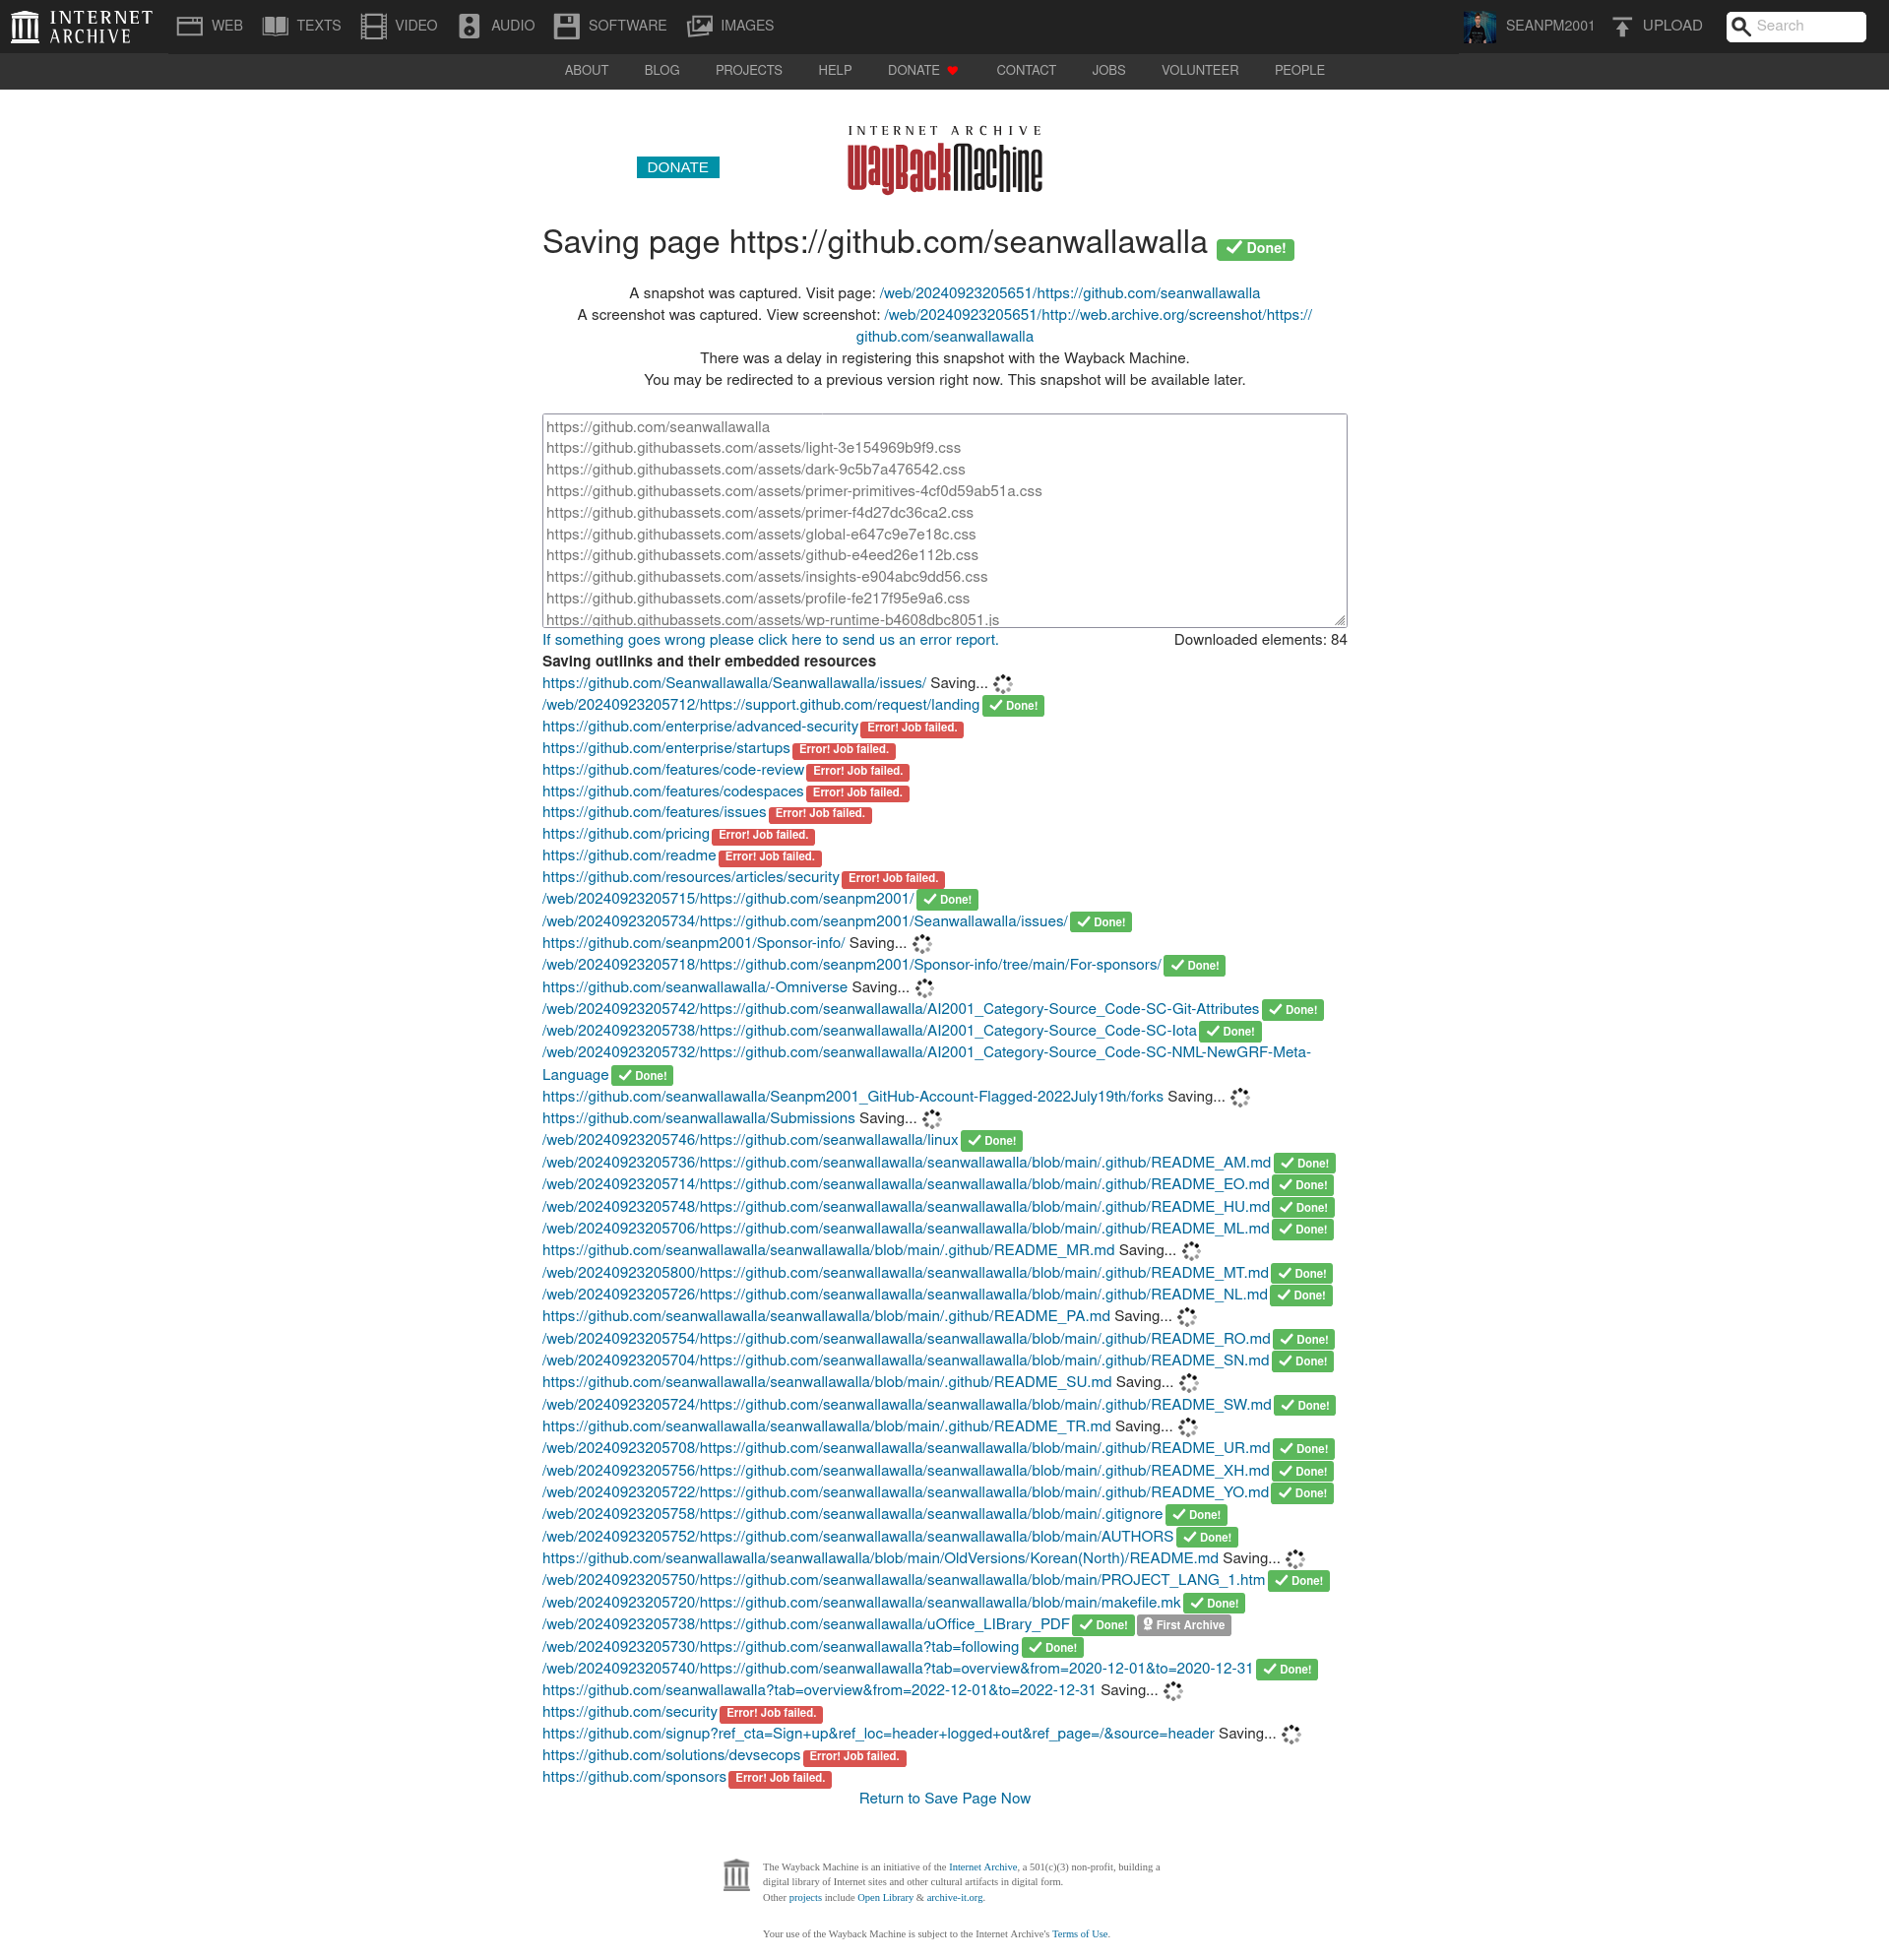 INTERNET ARCHIVE
WEB TEXTS VIDEO AUDIO SOFTWARE IMAGES SEANPM2001 UPLOAD Search
ABOUT BLOG PROJECTS HELP DONATE CONTACT JOBS VOLUNTEER PEOPLE
INTERNET ARCHIVE
DONATE WayBackMachine
Saving page https://github.com/seanwallawalla Done!
A snapshot was captured. Visit page: /web/20240923205651/https://github.com/seanwallawalla
A screenshot was captured. View screenshot: /web/20240923205651/http://web.archive.org/screenshot/https://
github.com/seanwallawalla
There was a delay in registering this snapshot with the Wayback Machine.
You may be redirected to a previous version right now. This snapshot will be available later.
https://github.com/seanwallawalla
https://github.githubassets.com/assets/light-3e154969b9f9.css
https://github.githubassets.com/assets/dark-9c5b7a476542.css
https://github.githubassets.com/assets/primer-primitives-4cf0d59ab51a.css
https://github.githubassets.com/assets/primer-f4d27dc36ca2.css
https://github.githubassets.com/assets/global-e647c9e7e18c.css
https://github.githubassets.com/assets/github-e4eed26e112b.css
https://github.githubassets.com/assets/insights-e904abc9dd56.css
https://github.githubassets.com/assets/profile-fe217f95e9a6.css
https://github.githubassets.com/assets/wp-runtime-b4608dbc8051.js
If something goes wrong please click here to send us an error report. Downloaded elements: 84
Saving outlinks and their embedded resources
https://github.com/Seanwallawalla/Seanwallawalla/issues/ Saving...
/web/20240923205712/https://support.github.com/request/landing Done!
https://github.com/enterprise/advanced-security Error! Job failed.
https://github.com/enterprise/startups Error! Job failed.
https://github.com/features/code-review Error! Job failed.
https://github.com/features/codespaces Error! Job failed.
https://github.com/features/issues Error! Job failed.
https://github.com/pricing Error! Job failed.
https://github.com/readme Error! Job failed.
https://github.com/resources/articles/security Error! Job failed.
/web/20240923205715/https://github.com/seanpm2001/ Done!
/web/20240923205734/https://github.com/seanpm2001/Seanwallawalla/issues/ Done!
https://github.com/seanpm2001/Sponsor-info/ Saving...
/web/20240923205718/https://github.com/seanpm2001/Sponsor-info/tree/main/For-sponsors/ Done!
https://github.com/seanwallawalla/-Omniverse Saving...
/web/20240923205742/https://github.com/seanwallawalla/AI2001_Category-Source_Code-SC-Git-Attributes Done!
/web/20240923205738/https://github.com/seanwallawalla/AI2001_Category-Source_Code-SC-Iota Done!
/web/20240923205732/https://github.com/seanwallawalla/AI2001_Category-Source_Code-SC-NML-NewGRF-Meta-
Language Done!
https://github.com/seanwallawalla/Seanpm2001_GitHub-Account-Flagged-2022July19th/forks Saving...
https://github.com/seanwallawalla/Submissions Saving...
/web/20240923205746/https://github.com/seanwallawalla/linux Done!
/web/20240923205736/https://github.com/seanwallawalla/seanwallawalla/blob/main/.github/README_AM.md Done!
/web/20240923205714/https://github.com/seanwallawalla/seanwallawalla/blob/main/.github/README_EO.md Done!
/web/20240923205748/https://github.com/seanwallawalla/seanwallawalla/blob/main/.github/README_HU.md Done!
/web/20240923205706/https://github.com/seanwallawalla/seanwallawalla/blob/main/.github/README_ML.md Done!
https://github.com/seanwallawalla/seanwallawalla/blob/main/.github/README_MR.md Saving...
/web/20240923205800/https://github.com/seanwallawalla/seanwallawalla/blob/main/.github/README_MT.md Done!
/web/20240923205726/https://github.com/seanwallawalla/seanwallawalla/blob/main/.github/README_NL.md Done!
https://github.com/seanwallawalla/seanwallawalla/blob/main/.github/README_PA.md Saving...
/web/20240923205754/https://github.com/seanwallawalla/seanwallawalla/blob/main/.github/README_RO.md Done!
/web/20240923205704/https://github.com/seanwallawalla/seanwallawalla/blob/main/.github/README_SN.md Done!
https://github.com/seanwallawalla/seanwallawalla/blob/main/.github/README_SU.md Saving...
/web/20240923205724/https://github.com/seanwallawalla/seanwallawalla/blob/main/.github/README_SW.md Done!
https://github.com/seanwallawalla/seanwallawalla/blob/main/.github/README_TR.md Saving...
/web/20240923205708/https://github.com/seanwallawalla/seanwallawalla/blob/main/.github/README_UR.md Done!
/web/20240923205756/https://github.com/seanwallawalla/seanwallawalla/blob/main/.github/README_XH.md Done!
/web/20240923205722/https://github.com/seanwallawalla/seanwallawalla/blob/main/.github/README_YO.md Done!
/web/20240923205758/https://github.com/seanwallawalla/seanwallawalla/blob/main/.gitignore Done!
/web/20240923205752/https://github.com/seanwallawalla/seanwallawalla/blob/main/AUTHORS Done!
https://github.com/seanwallawalla/seanwallawalla/blob/main/OldVersions/Korean(North)/README.md Saving...
/web/20240923205750/https://github.com/seanwallawalla/seanwallawalla/blob/main/PROJECT_LANG_1.htm Done!
/web/20240923205720/https://github.com/seanwallawalla/seanwallawalla/blob/main/makefile.mk Done!
/web/20240923205738/https://github.com/seanwallawalla/uOffice_LIBrary_PDF Done! First Archive
/web/20240923205730/https://github.com/seanwallawalla?tab=following Done!
/web/20240923205740/https://github.com/seanwallawalla?tab=overview&from=2020-12-01&to=2020-12-31 Done!
https://github.com/seanwallawalla?tab=overview&from=2022-12-01&to=2022-12-31 Saving...
https://github.com/security Error! Job failed.
https://github.com/signup?ref_cta=Sign+up&ref_loc=header+logged+out&ref_page=/&source=header Saving...
https://github.com/solutions/devsecops Error! Job failed.
https://github.com/sponsors Error! Job failed.
Return to Save Page Now
The Wayback Machine is an initiative of the Internet Archive, a 501(c)(3) non-profit, building a
digital library of Internet sites and other cultural artifacts in digital form.
Other projects include Open Library & archive-it.org.
Your use of the Wayback Machine is subject to the Internet Archive's Terms of Use.